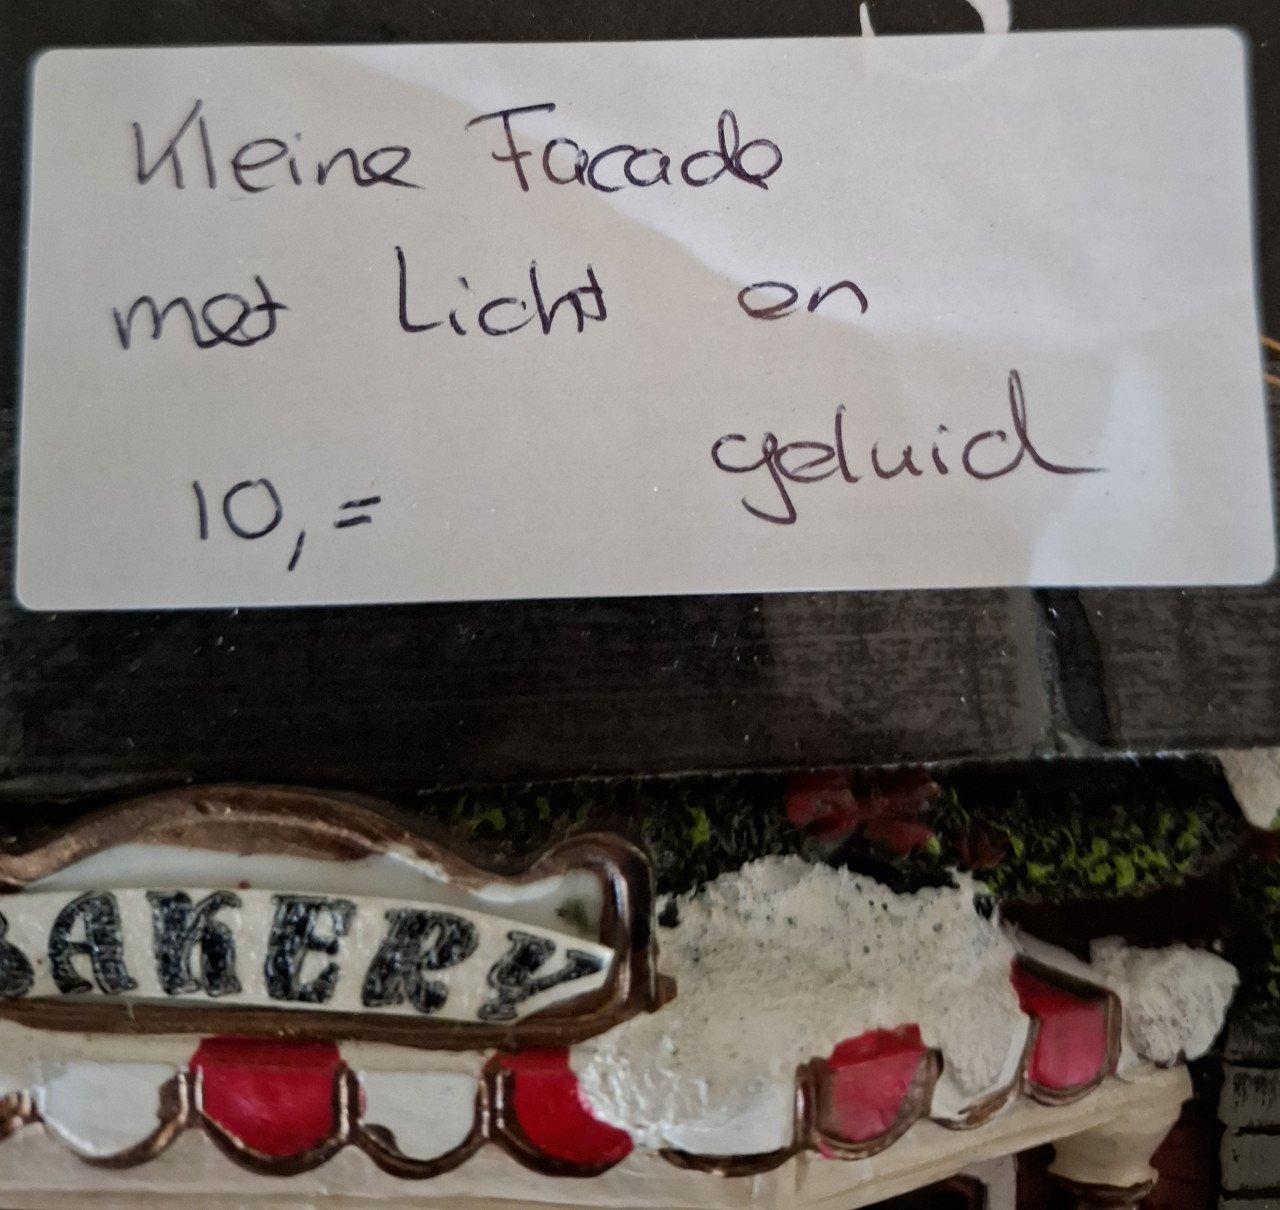 Kleine Facade
met Licht en
geluid
10,=
BAKERY